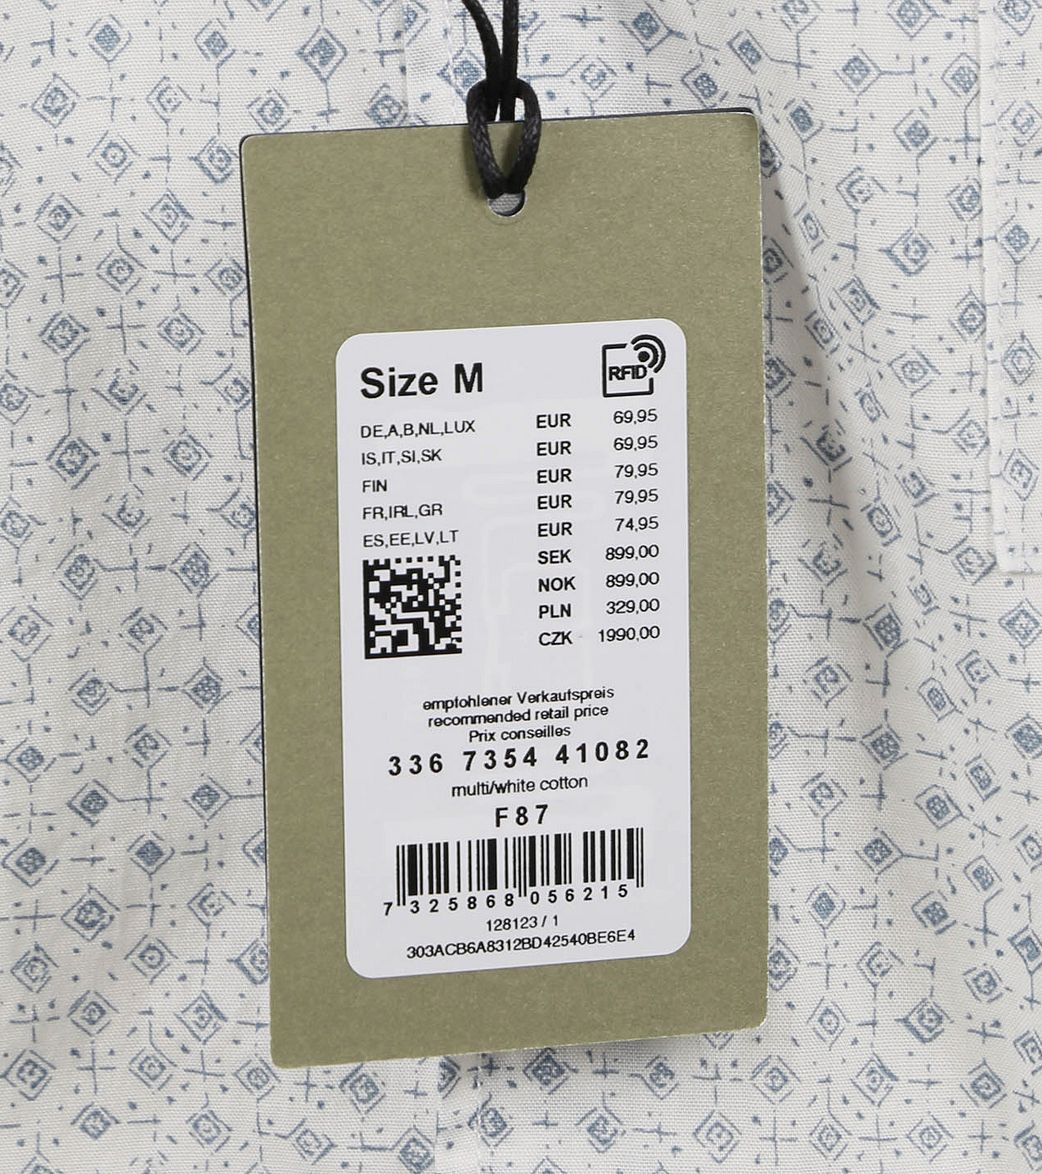 Size M
RFID
DE,A,B,NL,LUX EUR 69,95
IS,IT,SI,SK EUR 69,95
FIN EUR 79,95
FR,IRL,GR EUR 79,95
ES,EE,LV,LT EUR 74,95
SEK 899,00
NOK 899,00
PLN 329,00
CZK 1990,00
empfohlener Verkaufspreis
recommended retail price
Prix conseilles
336 7354 41082
multi/white cotton
F87
7 325868 056215
128123 / 1
303ACB6A8312BD42540BE6E4